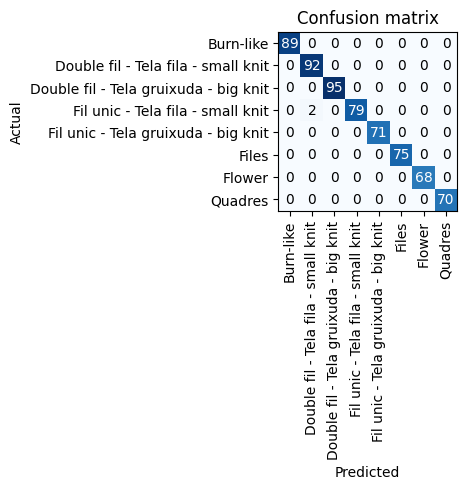 Confusion matrix
Actual
Burn-like 89 0 0 0 0 0 0 0
Double fil - Tela fila - small knit 0 92 0 0 0 0 0 0
Double fil - Tela gruixuda - big knit 0 0 95 0 0 0 0 0
Fil unic - Tela fila - small knit 0 2 0 79 0 0 0 0
Fil unic - Tela gruixuda - big knit 0 0 0 0 71 0 0 0
Files 0 0 0 0 0 75 0 0
Flower 0 0 0 0 0 0 68 0
Quadres 0 0 0 0 0 0 0 70
Burn-like
Double fil - Tela fila - small knit
Double fil - Tela gruixuda - big knit
Fil unic - Tela fila - small knit
Fil unic - Tela gruixuda - big knit
Files
Flower
Quadres
Predicted